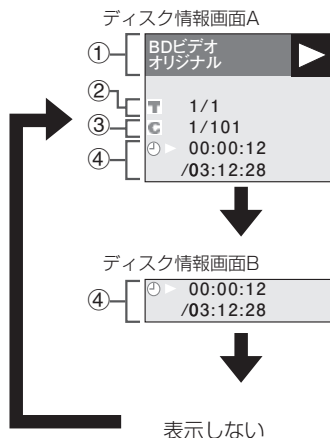 ディスク情報画面A
① BDビデオ
オリジナル
② T 1/1
③ C 1/101
④ 00:00:12
/03:12:28
ディスク情報画面B
④ 00:00:12
/03:12:28
表示しない